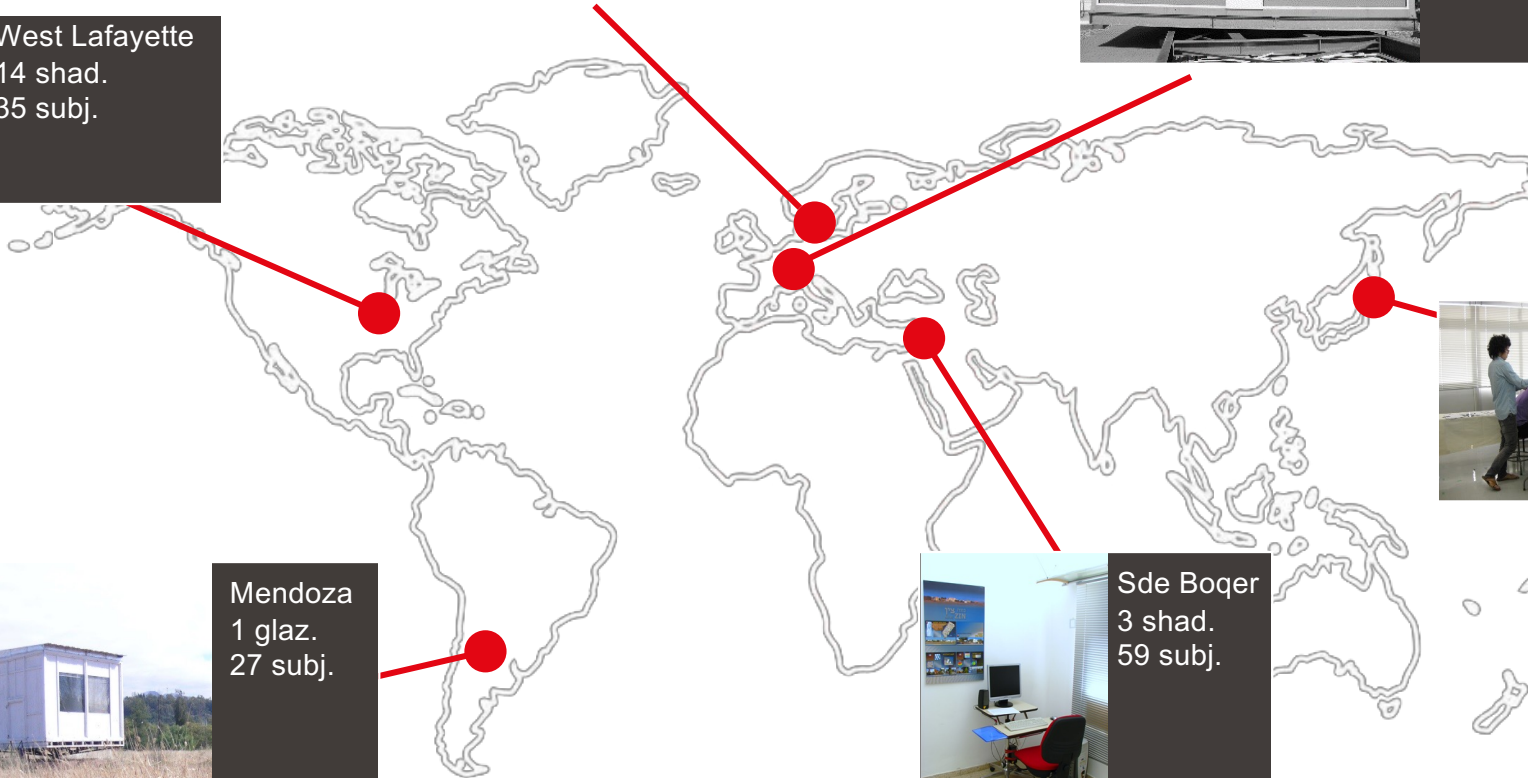 West Lafayette
14 shad.
35 subj.
Mendoza
1 glaz.
27 subj.
Sde Boqer
3 shad.
59 subj.